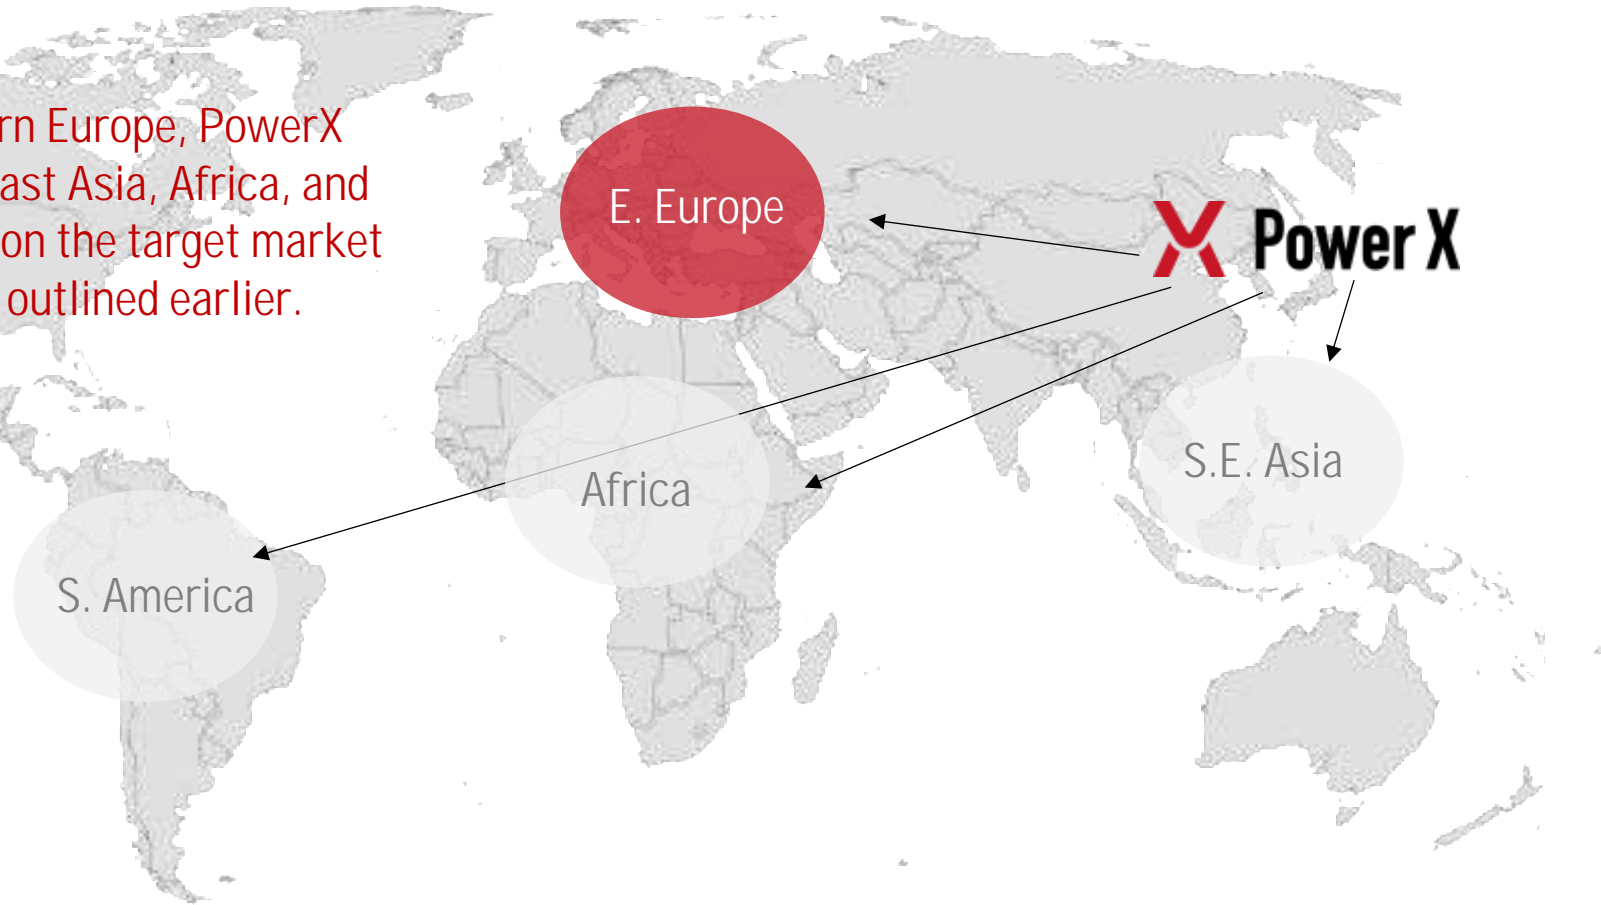 rn Europe, PowerX
ast Asia, Africa, and
on the target market
outlined earlier.
E. Europe
Power X
S.E. Asia
Africa
S. America